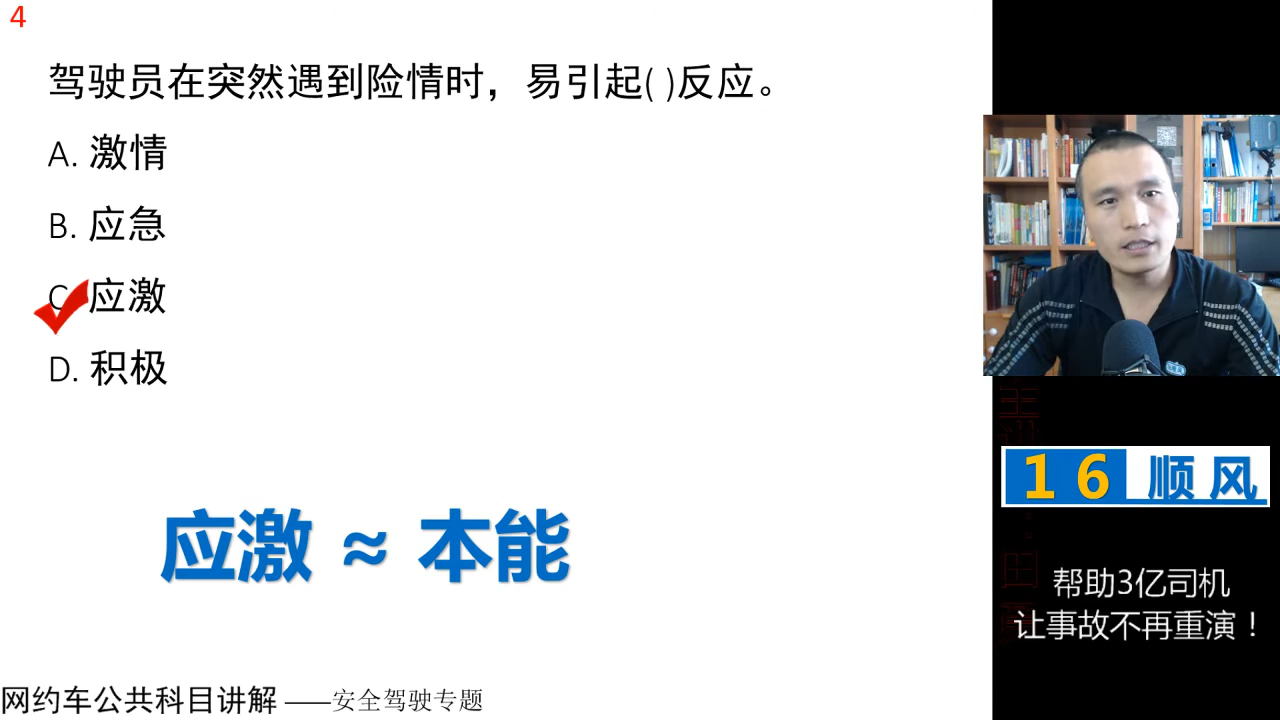 4
驾驶员在突然遇到险情时，易引起( )反应。
A. 激情
B. 应急
C. 应激
D. 积极
应激 ≈ 本能
网约车公共科目讲解 ——安全驾驶专题
16 顺风
帮助3亿司机
让事故不再重演！